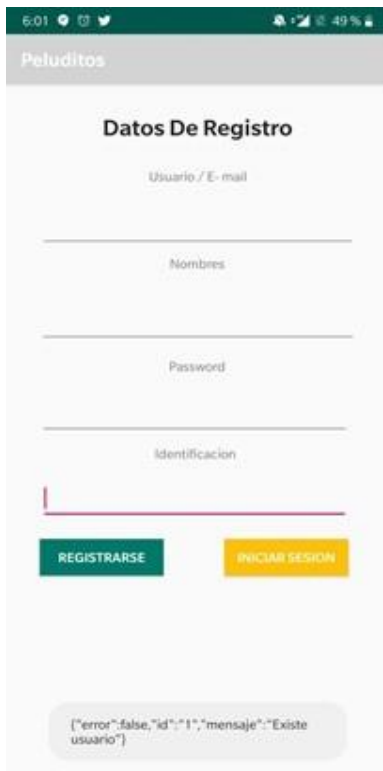 6:01 49 %
Peluditos
Datos De Registro
Usuario / E- mail
Nombres
Password
Identificacion
REGISTRARSE INICIAR SESION
{"error":false,"id":"1","mensaje":"Existe
usuario"}